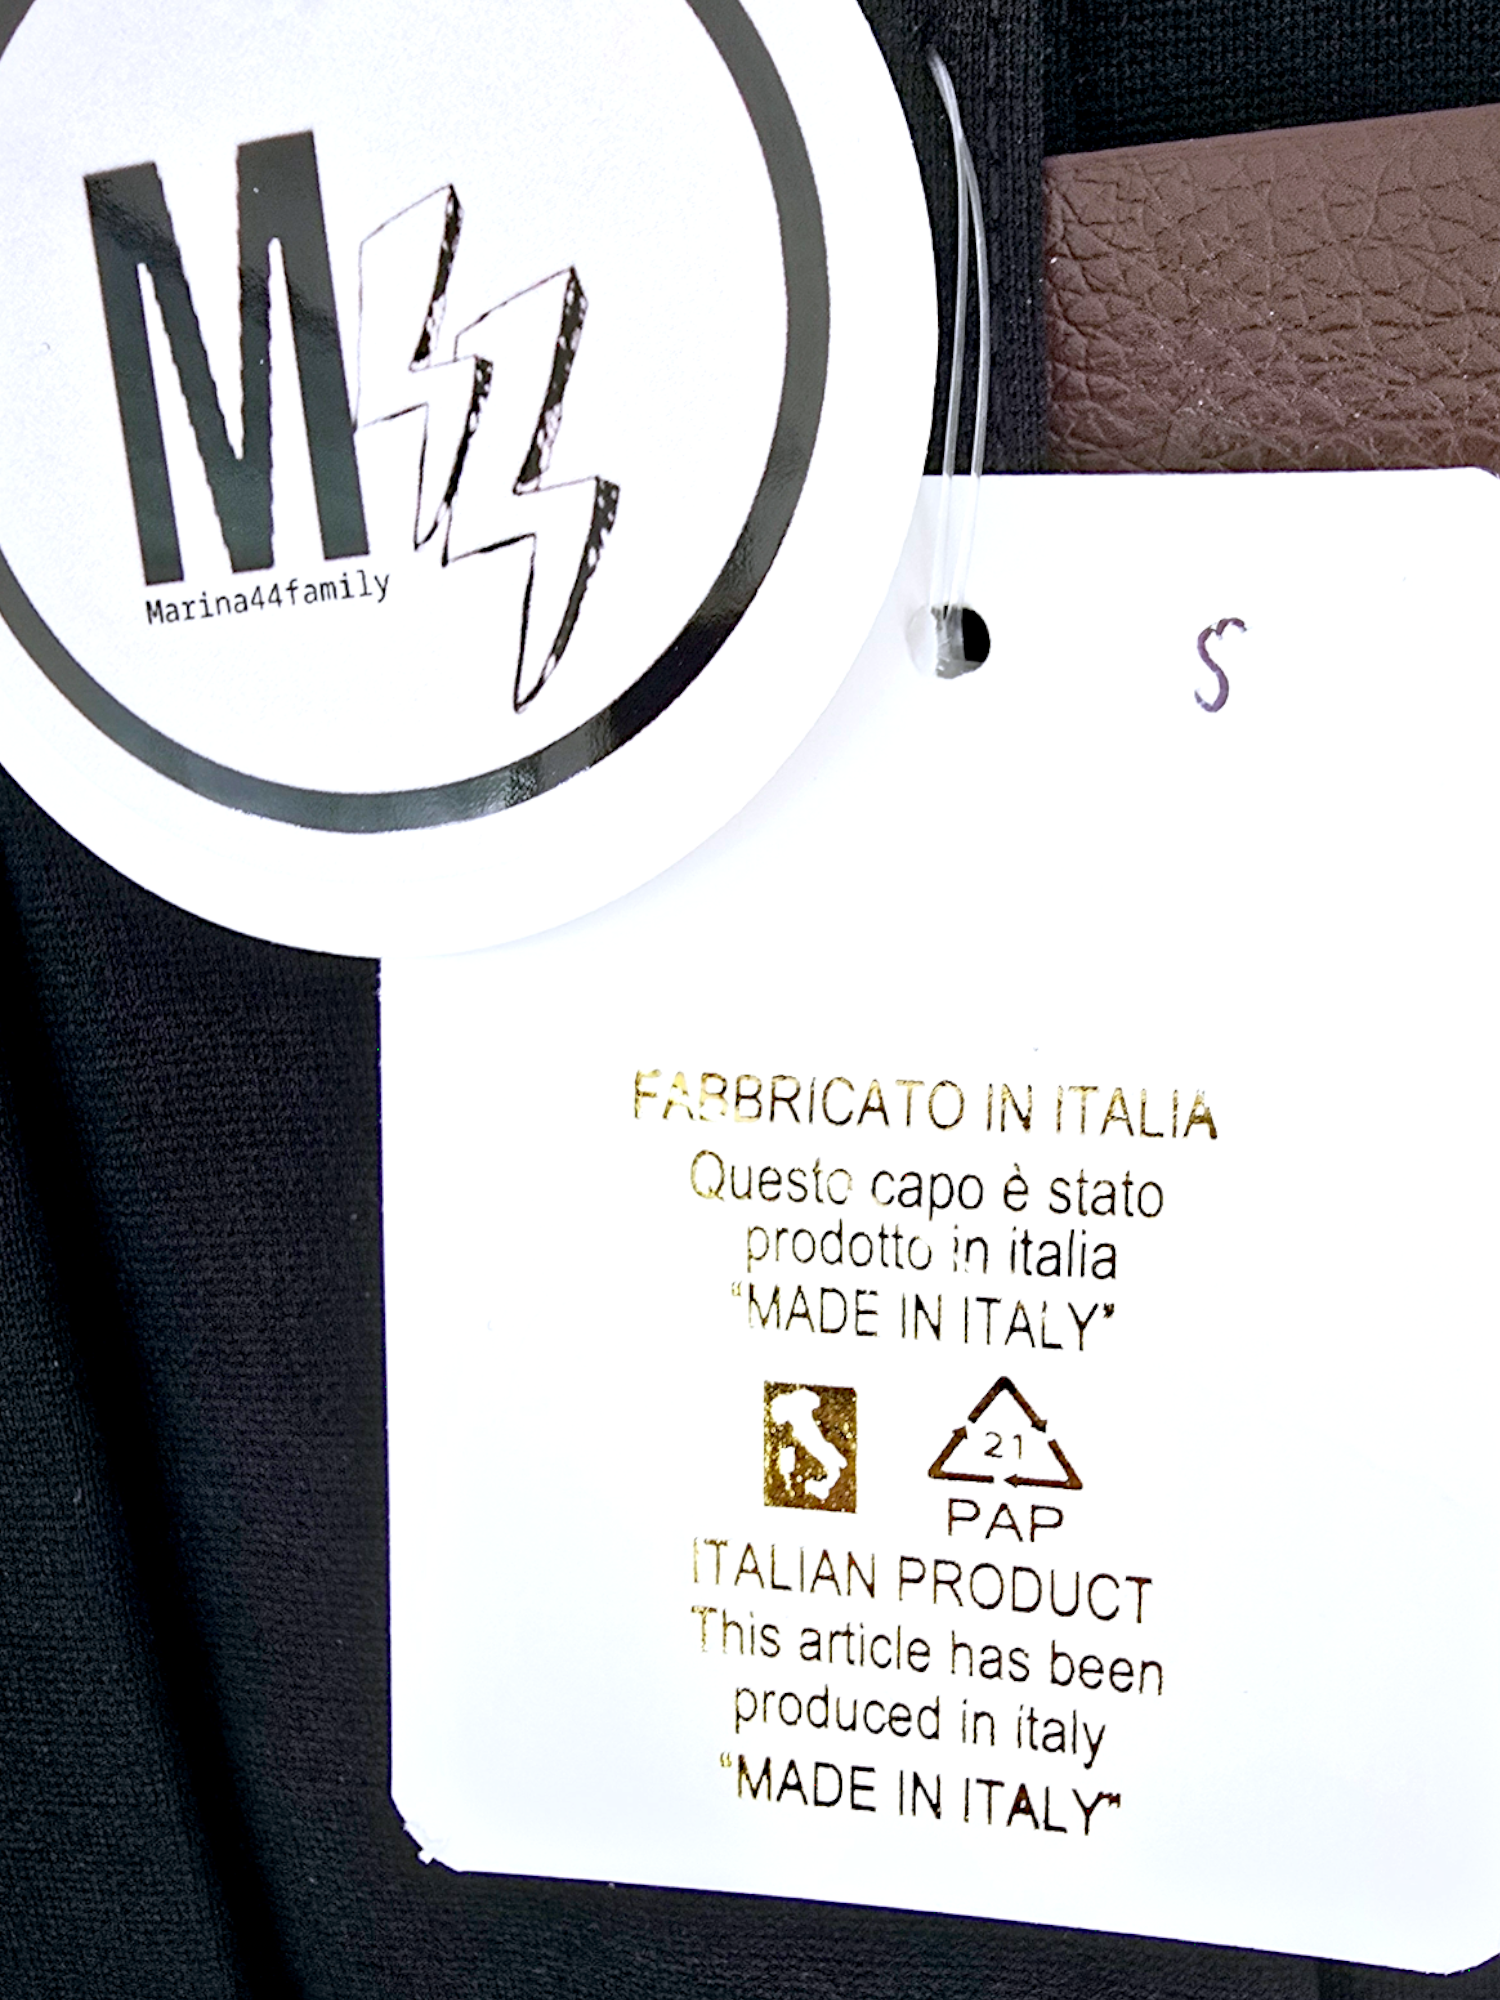 M
Marina44family
S
FABBRICATO IN ITALIA
Questo capo è stato
prodotto in italia
“MADE IN ITALY”
21
PAP
ITALIAN PRODUCT
This article has been
produced in italy
“MADE IN ITALY”